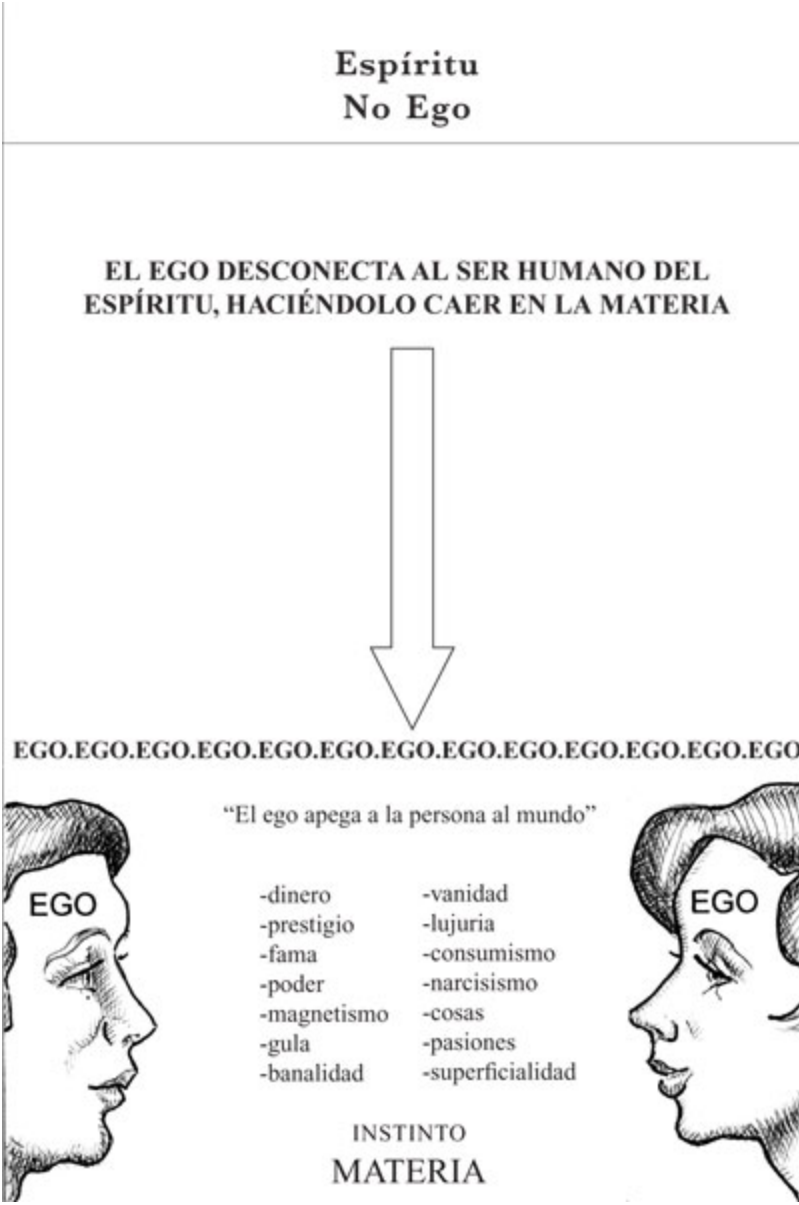 Espíritu
No Ego
EL EGO DESCONECTA AL SER HUMANO DEL
ESPÍRITU, HACIÉNDOLO CAER EN LA MATERIA
EGO.EGO.EGO.EGO.EGO.EGO.EGO.EGO.EGO.EGO.EGO.EGO.EGO
“El ego apega a la persona al mundo”
EGO
-dinero
-prestigio
-fama
-poder
-magnetismo
-gula
-banalidad
-vanidad
-lujuria
-consumismo
-narcisismo
-cosas
-pasiones
-superficialidad
EGO
INSTINTO
MATERIA